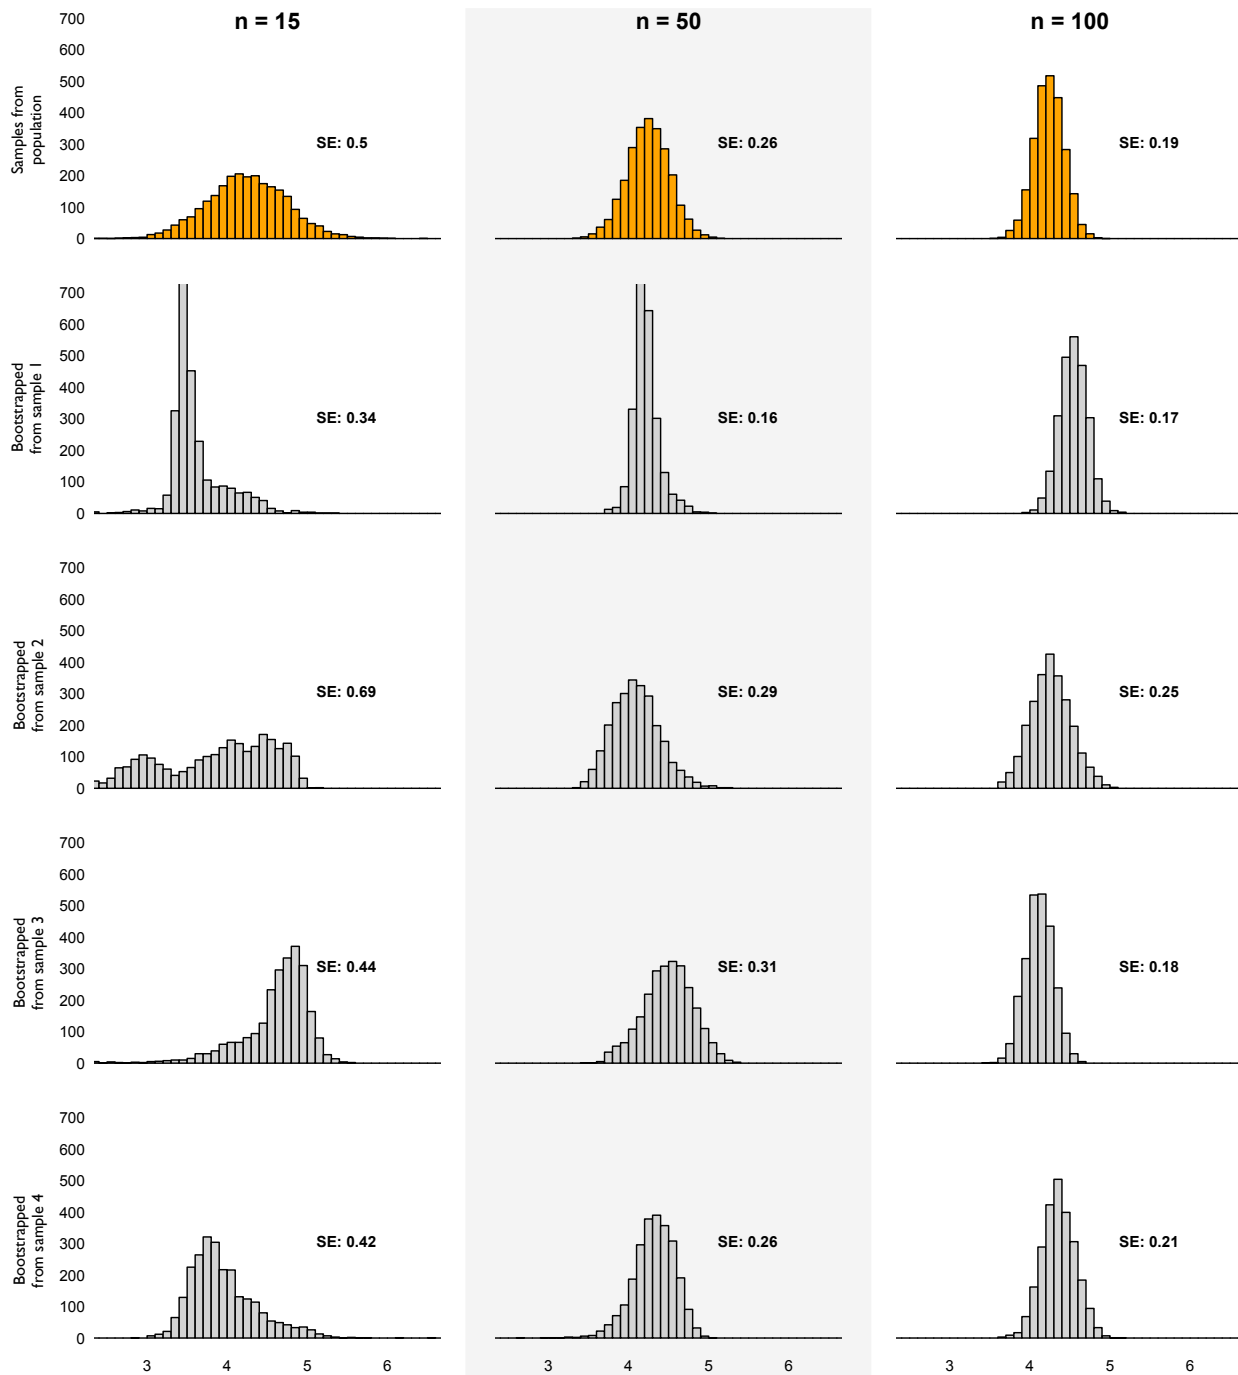 n = 15
n = 50
n = 100
Samples from
population
700
600
500
400
300
200
100
0
SE: 0.5
SE: 0.26
SE: 0.19
Bootstrapped
from sample 1
700
600
500
400
300
200
100
0
SE: 0.34
SE: 0.16
SE: 0.17
Bootstrapped
from sample 2
700
600
500
400
300
200
100
0
SE: 0.69
SE: 0.29
SE: 0.25
Bootstrapped
from sample 3
700
600
500
400
300
200
100
0
SE: 0.44
SE: 0.31
SE: 0.18
Bootstrapped
from sample 4
700
600
500
400
300
200
100
0
SE: 0.42
SE: 0.26
SE: 0.21
3 4 5 6
3 4 5 6
3 4 5 6